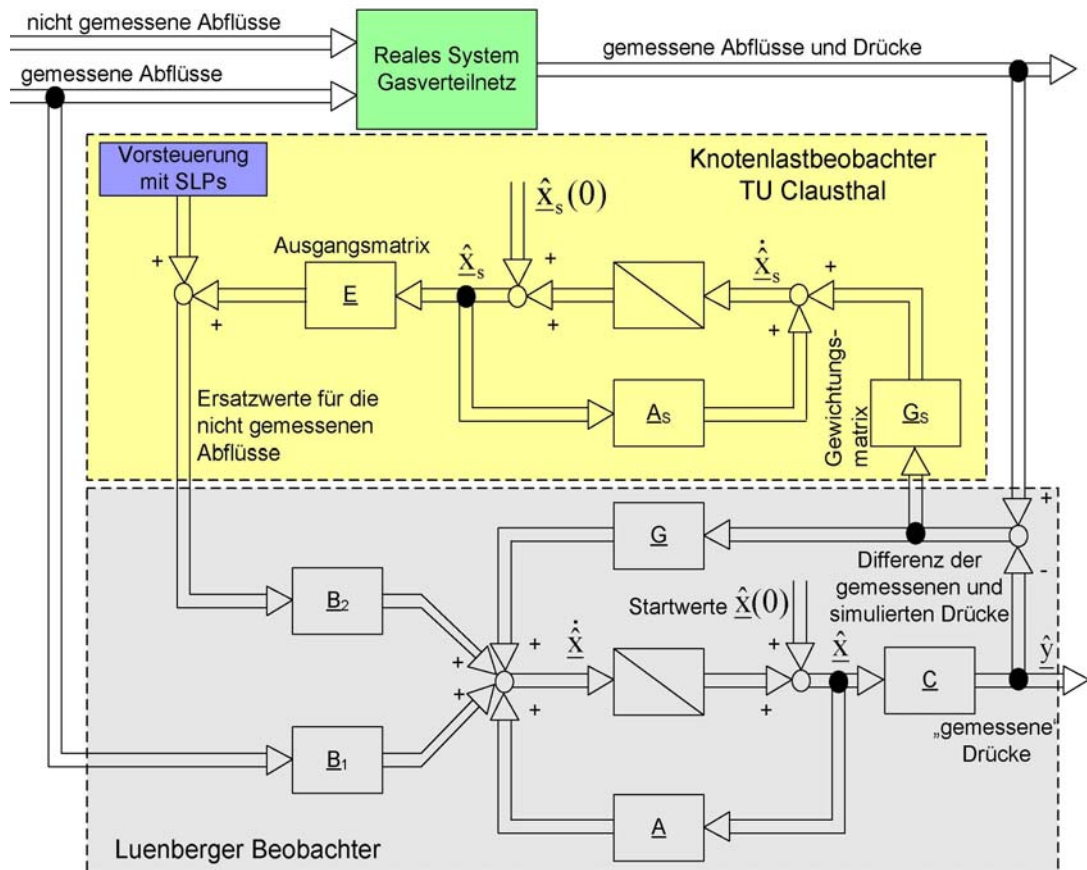 nicht gemessene Abflüsse
gemessene Abflüsse
Reales System
Gasverteilnetz
gemessene Abflüsse und Drücke
Vorsteuerung
mit SLPs
Knotenlastbeobachter
TU Clausthal
x̂ₛ(0)
Ausgangsmatrix
x̂ₛ
ẋ̂ₛ
+
+
+
+
+
+
E
Aₛ
Gewichtungs-
matrix
Gₛ
Ersatzwerte für die
nicht gemessenen
Abflüsse
G
+
-
Differenz der
gemessenen und
simulierten Drücke
B₂
Startwerte x̂(0)
ẋ̂
x̂
ŷ
+
+
+
+
+
+
C
„gemessene“
Drücke
B₁
A
Luenberger Beobachter